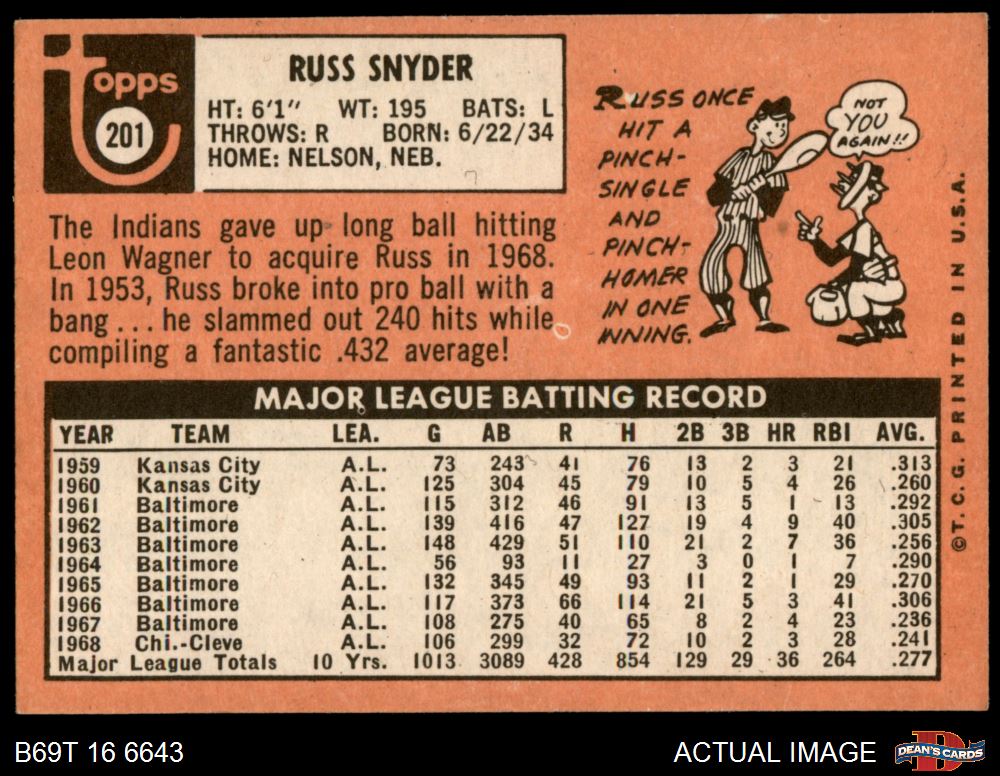 Topps
201
RUSS SNYDER
HT: 6'1" WT: 195 BATS: L
THROWS: R BORN: 6/22/34
HOME: NELSON, NEB.
The Indians gave up long ball hitting
Leon Wagner to acquire Russ in 1968.
In 1953, Russ broke into pro ball with a
bang . . . he slammed out 240 hits while
compiling a fantastic .432 average!
RUSS ONCE
HIT A
PINCH-
SINGLE
AND
PINCH-
HOMER
IN ONE
INNING.
NOT
YOU
AGAIN!!
MAJOR LEAGUE BATTING RECORD
YEAR TEAM LEA. G AB R H 2B 3B HR RBI AVG.
1959 Kansas City A.L. 73 243 41 76 13 2 3 21 .313
1960 Kansas City A.L. 125 304 45 79 10 5 4 26 .260
1961 Baltimore A.L. 115 312 46 91 13 5 1 13 .292
1962 Baltimore A.L. 139 416 47 127 19 4 9 40 .305
1963 Baltimore A.L. 148 429 51 110 21 2 7 36 .256
1964 Baltimore A.L. 56 93 11 27 3 0 1 7 .290
1965 Baltimore A.L. 132 345 49 93 11 2 1 29 .270
1966 Baltimore A.L. 117 373 66 114 21 5 3 41 .306
1967 Baltimore A.L. 108 275 40 65 8 2 4 23 .236
1968 Chi.-Cleve A.L. 106 299 32 72 10 2 3 28 .241
Major League Totals 10 Yrs. 1013 3089 428 854 129 29 36 264 .277
©T. C. G. PRINTED IN U.S.A.
B69T 16 6643
ACTUAL IMAGE
D
DEAN'S CARDS